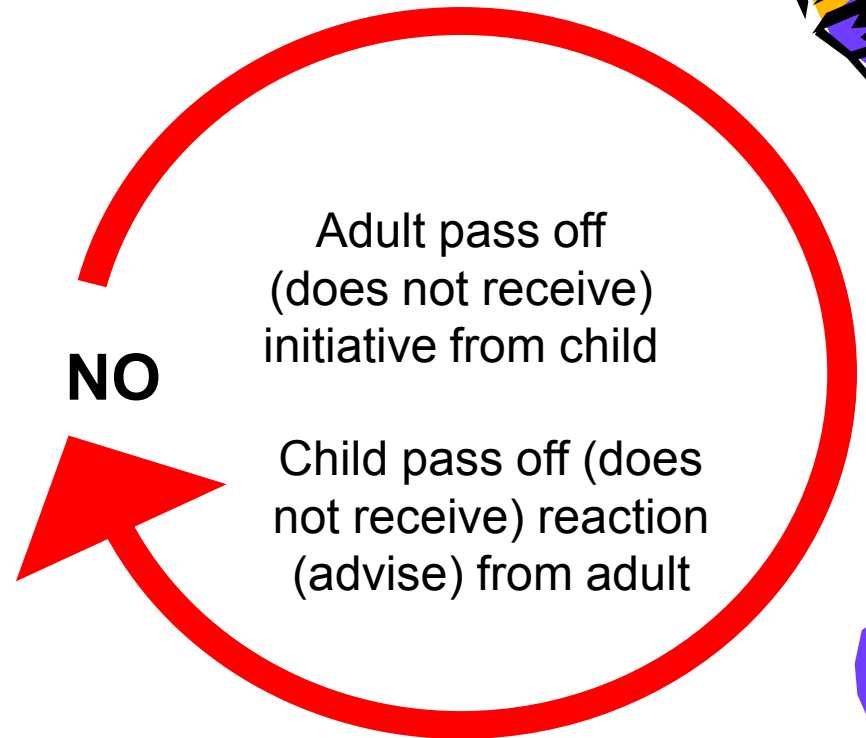 Adult pass off
(does not receive)
initiative from child
NO
Child pass off (does
not receive) reaction
(advise) from adult